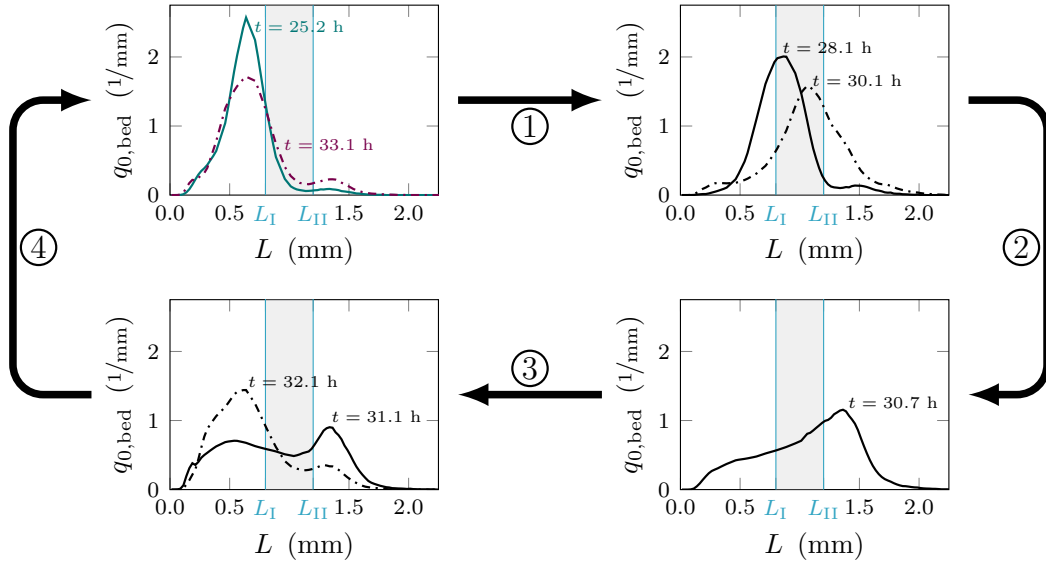 2
1
0
q0,bed (1/mm)
t = 25.2 h
t = 33.1 h
0.0 0.5 LI LII 1.5 2.0
L (mm)
1
2
1
0
q0,bed (1/mm)
t = 28.1 h
t = 30.1 h
0.0 0.5 LI LII 1.5 2.0
L (mm)
4
2
2
1
0
q0,bed (1/mm)
t = 32.1 h
t = 31.1 h
0.0 0.5 LI LII 1.5 2.0
L (mm)
3
2
1
0
q0,bed (1/mm)
t = 30.7 h
0.0 0.5 LI LII 1.5 2.0
L (mm)